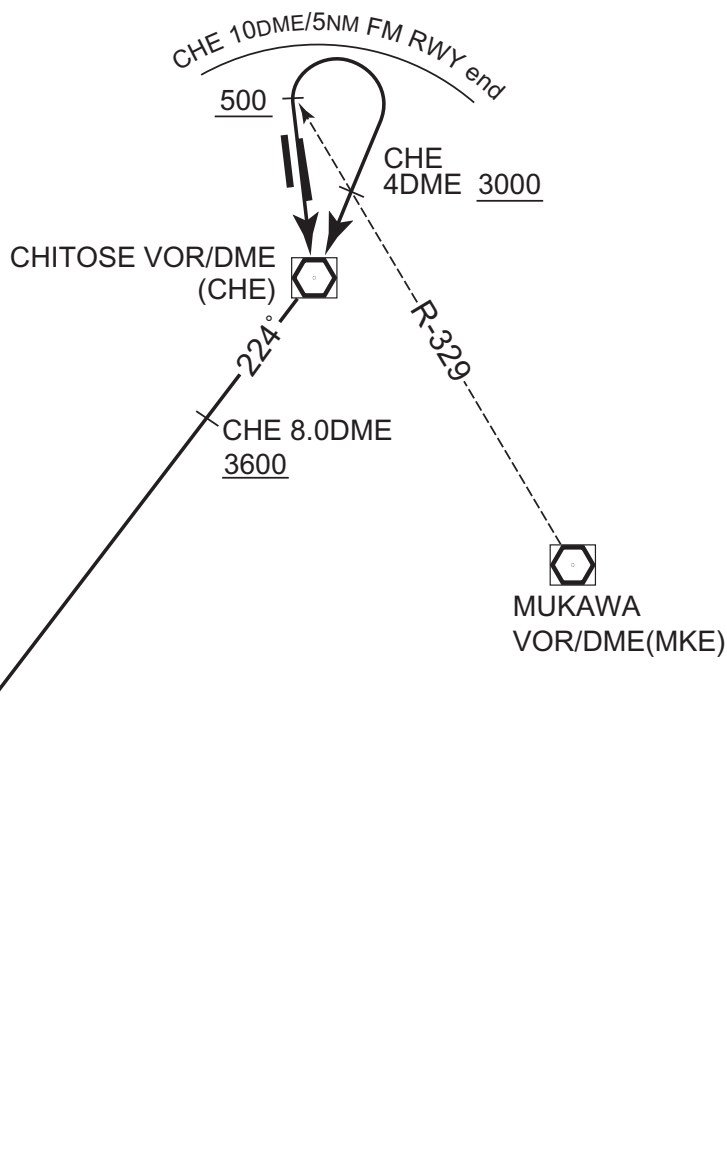 CHE 10DME/5NM FM RWY end
500
CHE
4DME 3000
CHITOSE VOR/DME
(CHE)
224°
R-329
CHE 8.0DME
3600
MUKAWA
VOR/DME(MKE)